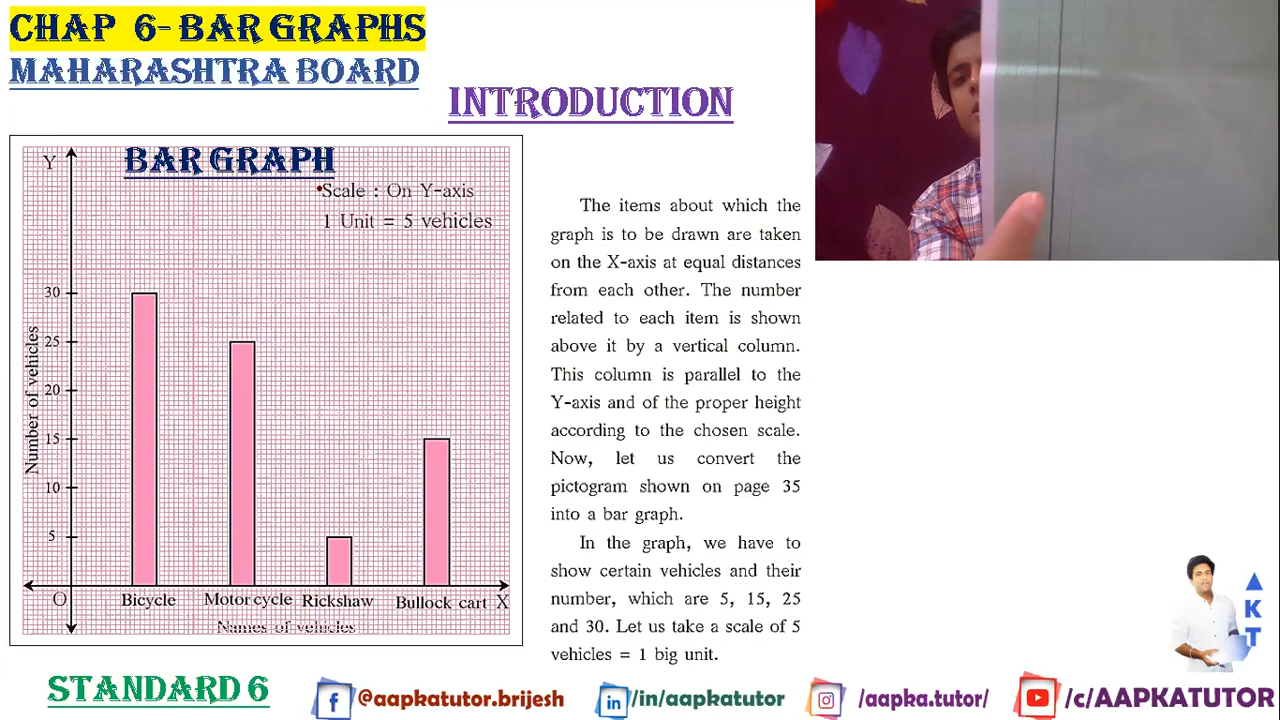 CHAP 6- BAR GRAPHS
MAHARASHTRA BOARD
INTRODUCTION
BAR GRAPH
Y
Scale : On Y-axis
1 Unit = 5 vehicles
30
25
20
15
10
5
Number of vehicles
O
Bicycle
Motorcycle
Rickshaw
Bullock cart
X
Names of vehicles
The items about which the
graph is to be drawn are taken
on the X-axis at equal distances
from each other. The number
related to each item is shown
above it by a vertical column.
This column is parallel to the
Y-axis and of the proper height
according to the chosen scale.
Now, let us convert the
pictogram shown on page 35
into a bar graph.
In the graph, we have to
show certain vehicles and their
number, which are 5, 15, 25
and 30. Let us take a scale of 5
vehicles = 1 big unit.
AKT
STANDARD 6
@aapkatutor.brijesh
/in/aapkatutor
/aapka.tutor/
/c/AAPKATUTOR